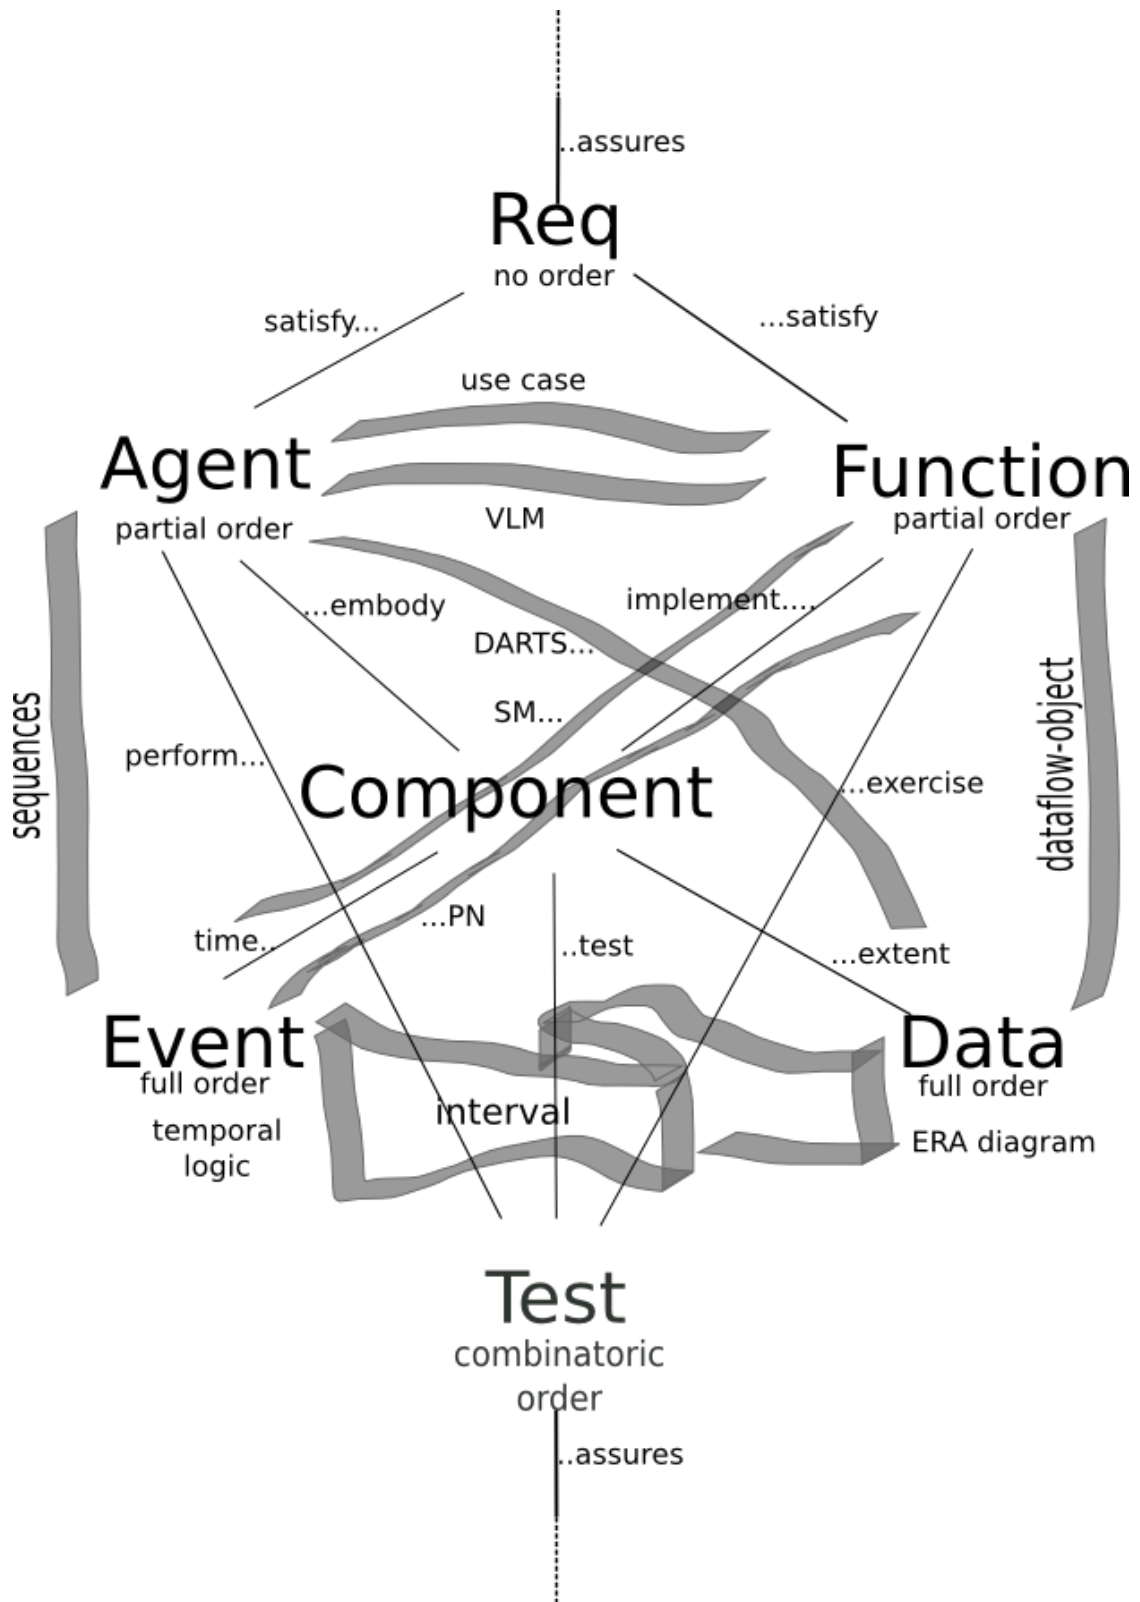 ..assures
Req
no order
satisfy...
...satisfy
use case
Agent
Function
partial order
VLM
partial order
...embody
implement....
DARTS...
SM...
sequences
perform...
dataflow-object
Component
...exercise
...PN
time..
..test
...extent
Event
Data
full order
full order
interval
temporal
logic
ERA diagram
Test
combinatoric
order
..assures